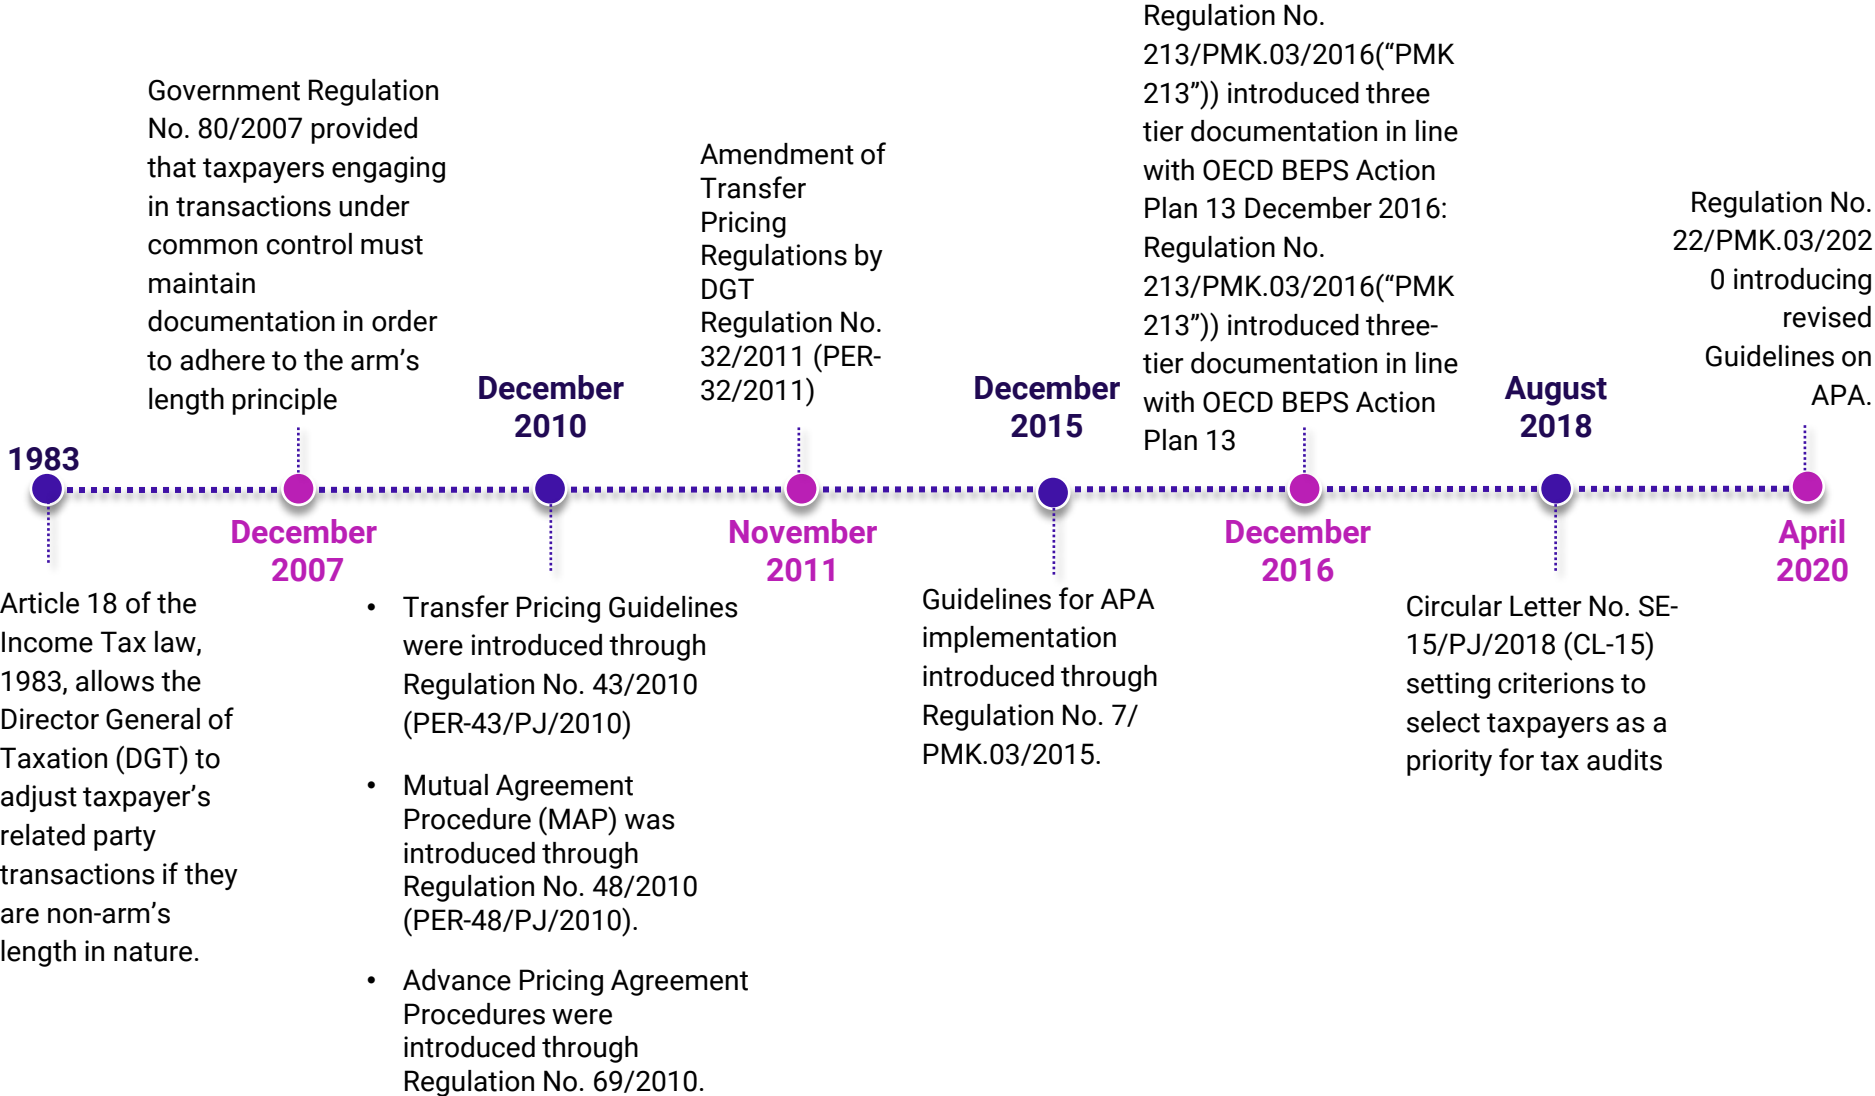 1983
Article 18 of the
Income Tax law,
1983, allows the
Director General of
Taxation (DGT) to
adjust taxpayer’s
related party
transactions if they
are non-arm’s
length in nature.
Government Regulation
No. 80/2007 provided
that taxpayers engaging
in transactions under
common control must
maintain
documentation in order
to adhere to the arm’s
length principle
December
2007
December
2010
• Transfer Pricing Guidelines
were introduced through
Regulation No. 43/2010
(PER-43/PJ/2010)
• Mutual Agreement
Procedure (MAP) was
introduced through
Regulation No. 48/2010
(PER-48/PJ/2010).
• Advance Pricing Agreement
Procedures were
introduced through
Regulation No. 69/2010.
Amendment of
Transfer
Pricing
Regulations by
DGT
Regulation No.
32/2011 (PER-
32/2011)
November
2011
December
2015
Guidelines for APA
implementation
introduced through
Regulation No. 7/
PMK.03/2015.
Regulation No.
213/PMK.03/2016(“PMK
213”)) introduced three
tier documentation in line
with OECD BEPS Action
Plan 13 December 2016:
Regulation No.
213/PMK.03/2016(“PMK
213”)) introduced three-
tier documentation in line
with OECD BEPS Action
Plan 13
December
2016
August
2018
Circular Letter No. SE-
15/PJ/2018 (CL-15)
setting criterions to
select taxpayers as a
priority for tax audits
Regulation No.
22/PMK.03/202
0 introducing
revised
Guidelines on
APA.
April
2020